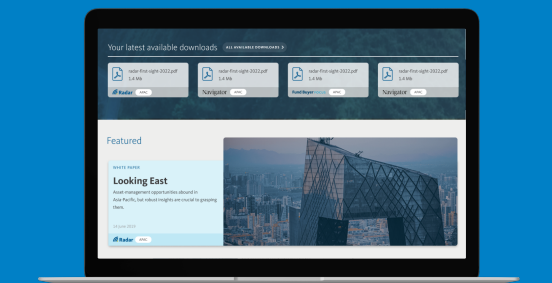 Your latest available downloads
ALL AVAILABLE DOWNLOADS >
radar-first-sight-2022.pdf
1.4 Mb
Radar APAC
radar-first-sight-2022.pdf
1.4 Mb
Navigator APAC
radar-first-sight-2022.pdf
1.4 Mb
Fund Buyer APAC
radar-first-sight-2022.pdf
1.4 Mb
Navigator APAC
Featured
WHITE PAPER
Looking East
Asset management opportunities abound in
Asia-Pacific, but robust insights are crucial to grasping
them.
Radar APAC